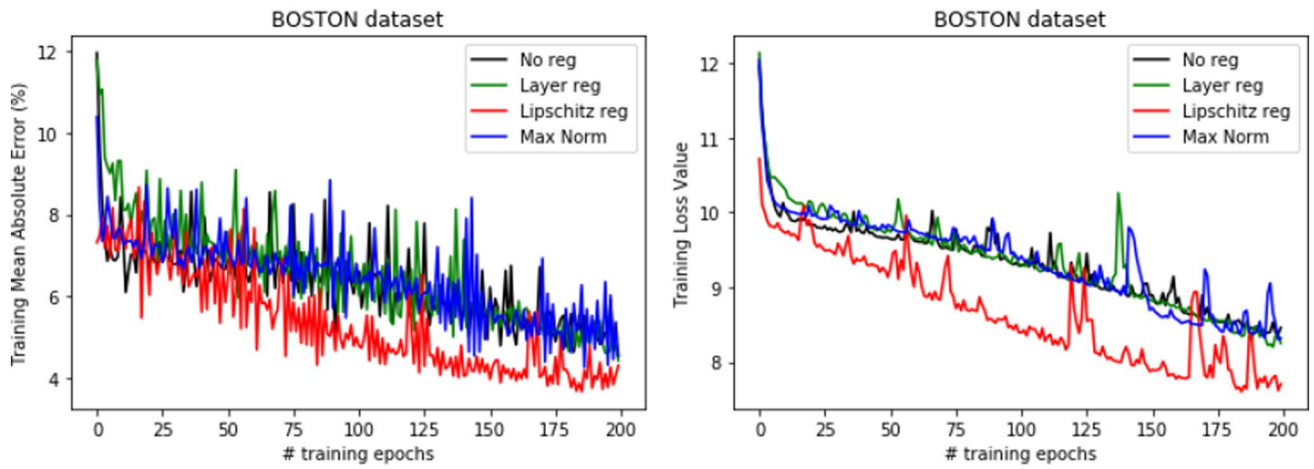 BOSTON dataset
Training Mean Absolute Error (%)
12
10
8
6
4
No reg
Layer reg
Lipschitz reg
Max Norm
0 25 50 75 100 125 150 175 200
# training epochs
BOSTON dataset
Training Loss Value
12
11
10
9
8
No reg
Layer reg
Lipschitz reg
Max Norm
0 25 50 75 100 125 150 175 200
# training epochs